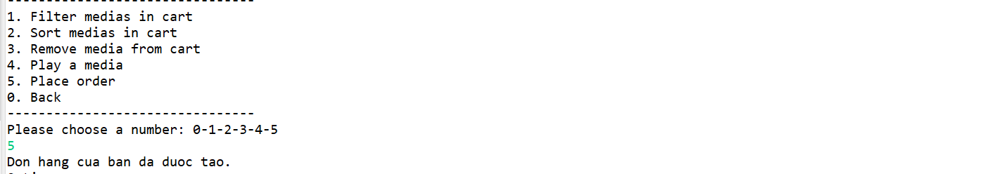 1. Filter medias in cart
2. Sort medias in cart
3. Remove media from cart
4. Play a media
5. Place order
0. Back
--------------------------------
Please choose a number: 0-1-2-3-4-5
5
Don hang cua ban da duoc tao.